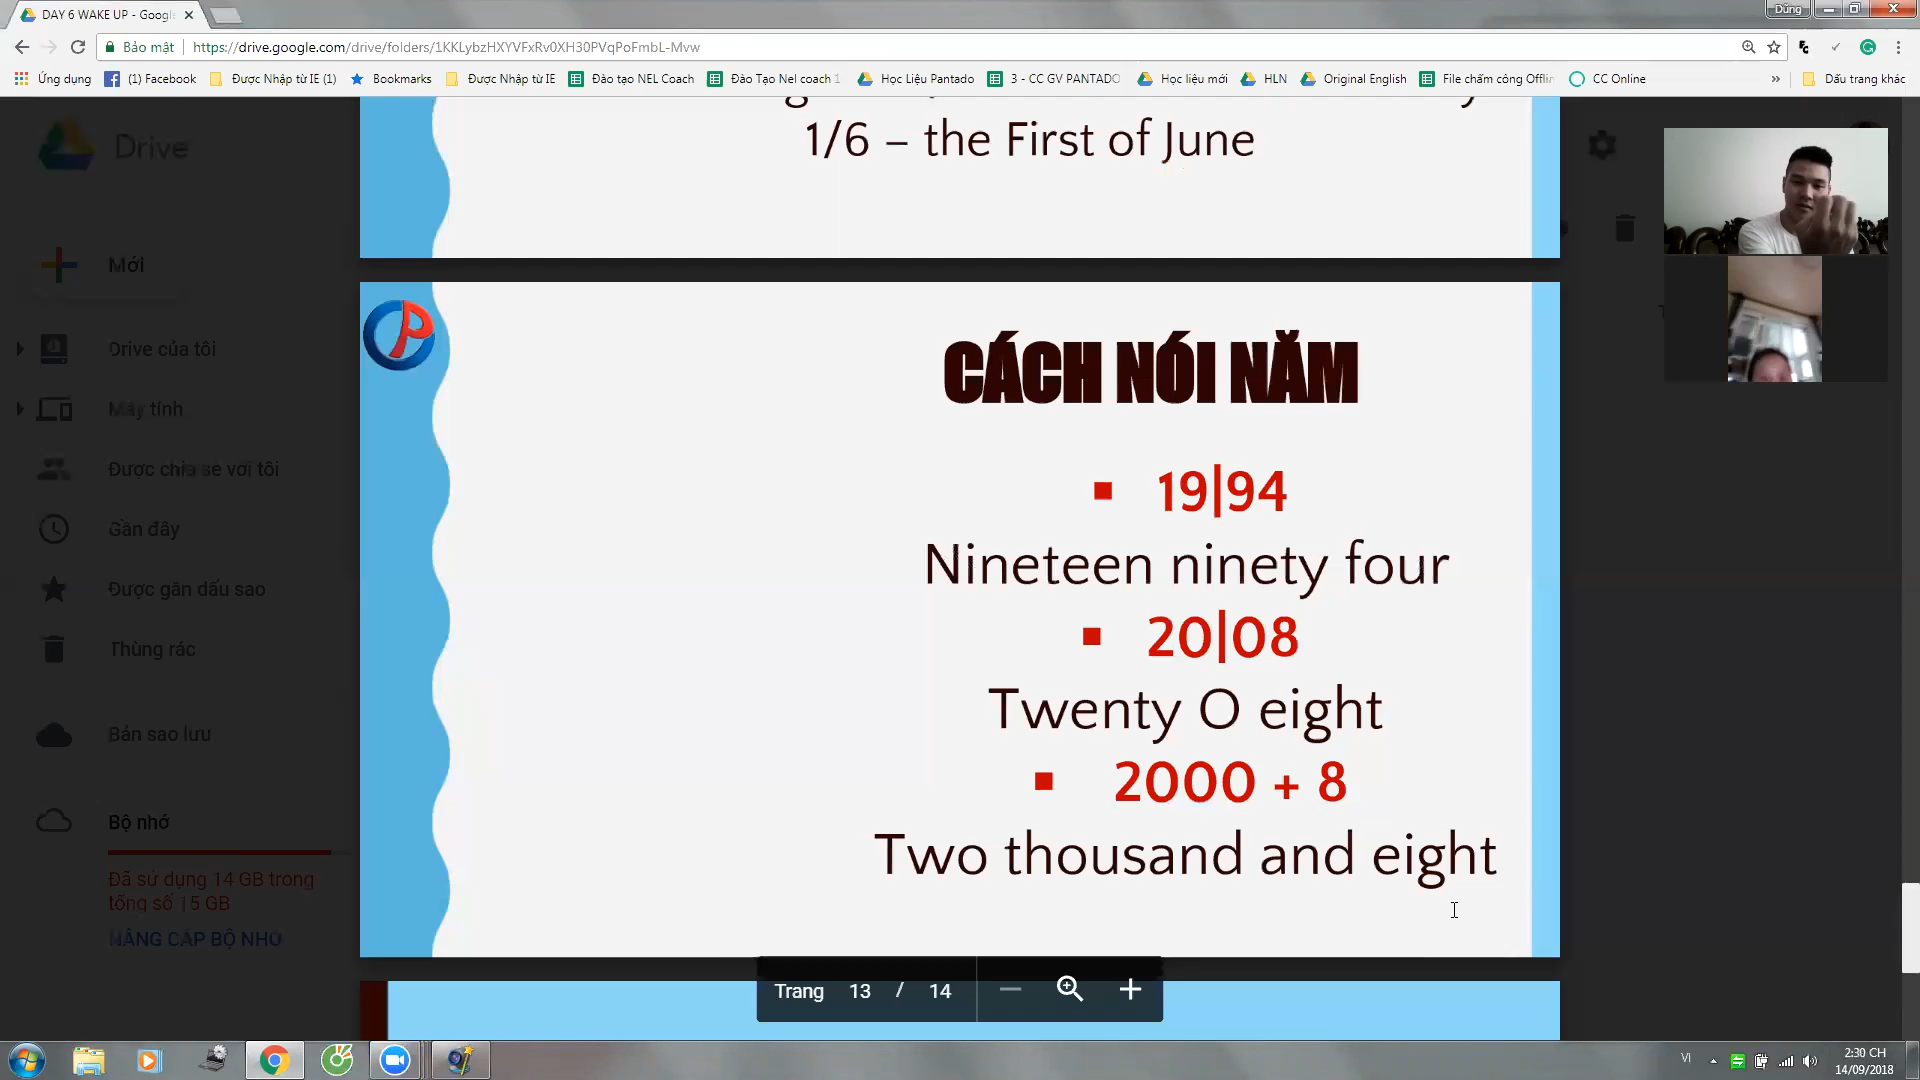 DAY 6 WAKE UP - Google
Dũng
Bảo mật
https://drive.google.com/drive/folders/1KKLybzHXYVFxRv0XH30PVqPoFmbL-Mvw
Ứng dụng
(1) Facebook
Được Nhập từ IE (1)
Bookmarks
Được Nhập từ IE
Đào tạo NEL Coach
Đào Tạo Nel coach 1
Học Liệu Pantado
3 - CC GV PANTADO
Học liệu mới
HLN
Original English
File chấm công Offlin
CC Online
»
Dấu trang khác
Drive
Mới
Drive của tôi
Máy tính
Được chia sẻ với tôi
Gần đây
Được gắn dấu sao
Thùng rác
Bản sao lưu
Bộ nhớ
Đã sử dụng 14 GB trong
tổng số 15 GB
NÂNG CẤP BỘ NHỚ
1/6 – the First of June
CÁCH NÓI NĂM
19|94
Nineteen ninety four
20|08
Twenty O eight
2000 + 8
Two thousand and eight
Trang 13 / 14
VI
2:30 CH
14/09/2018